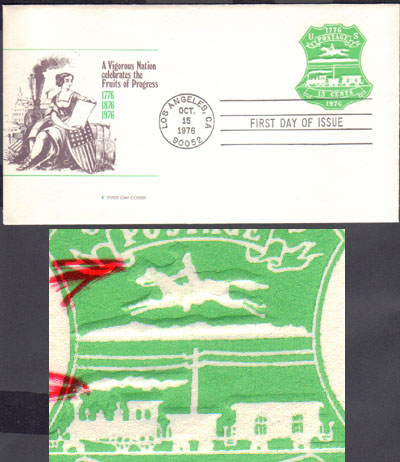 A Vigorous Nation
celebrates the
Fruits of Progress
1776
1876
1976
FIRST DAY COVER
LOS ANGELES, CA
OCT.
15
1976
90052
FIRST DAY OF ISSUE
1776
U S
POSTAGE
15 CENTS
1976
POSTAGE